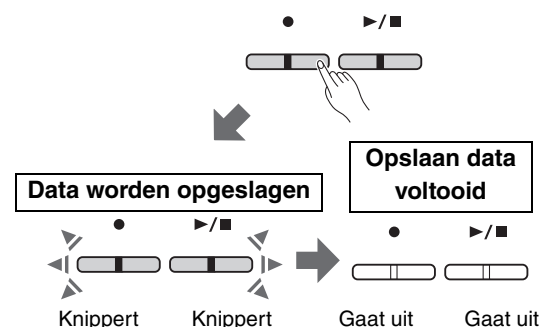 ● ►/■
Opslaan data
voltooid
Data worden opgeslagen
● ►/■
● ►/■
Knippert Knippert
Gaat uit Gaat uit